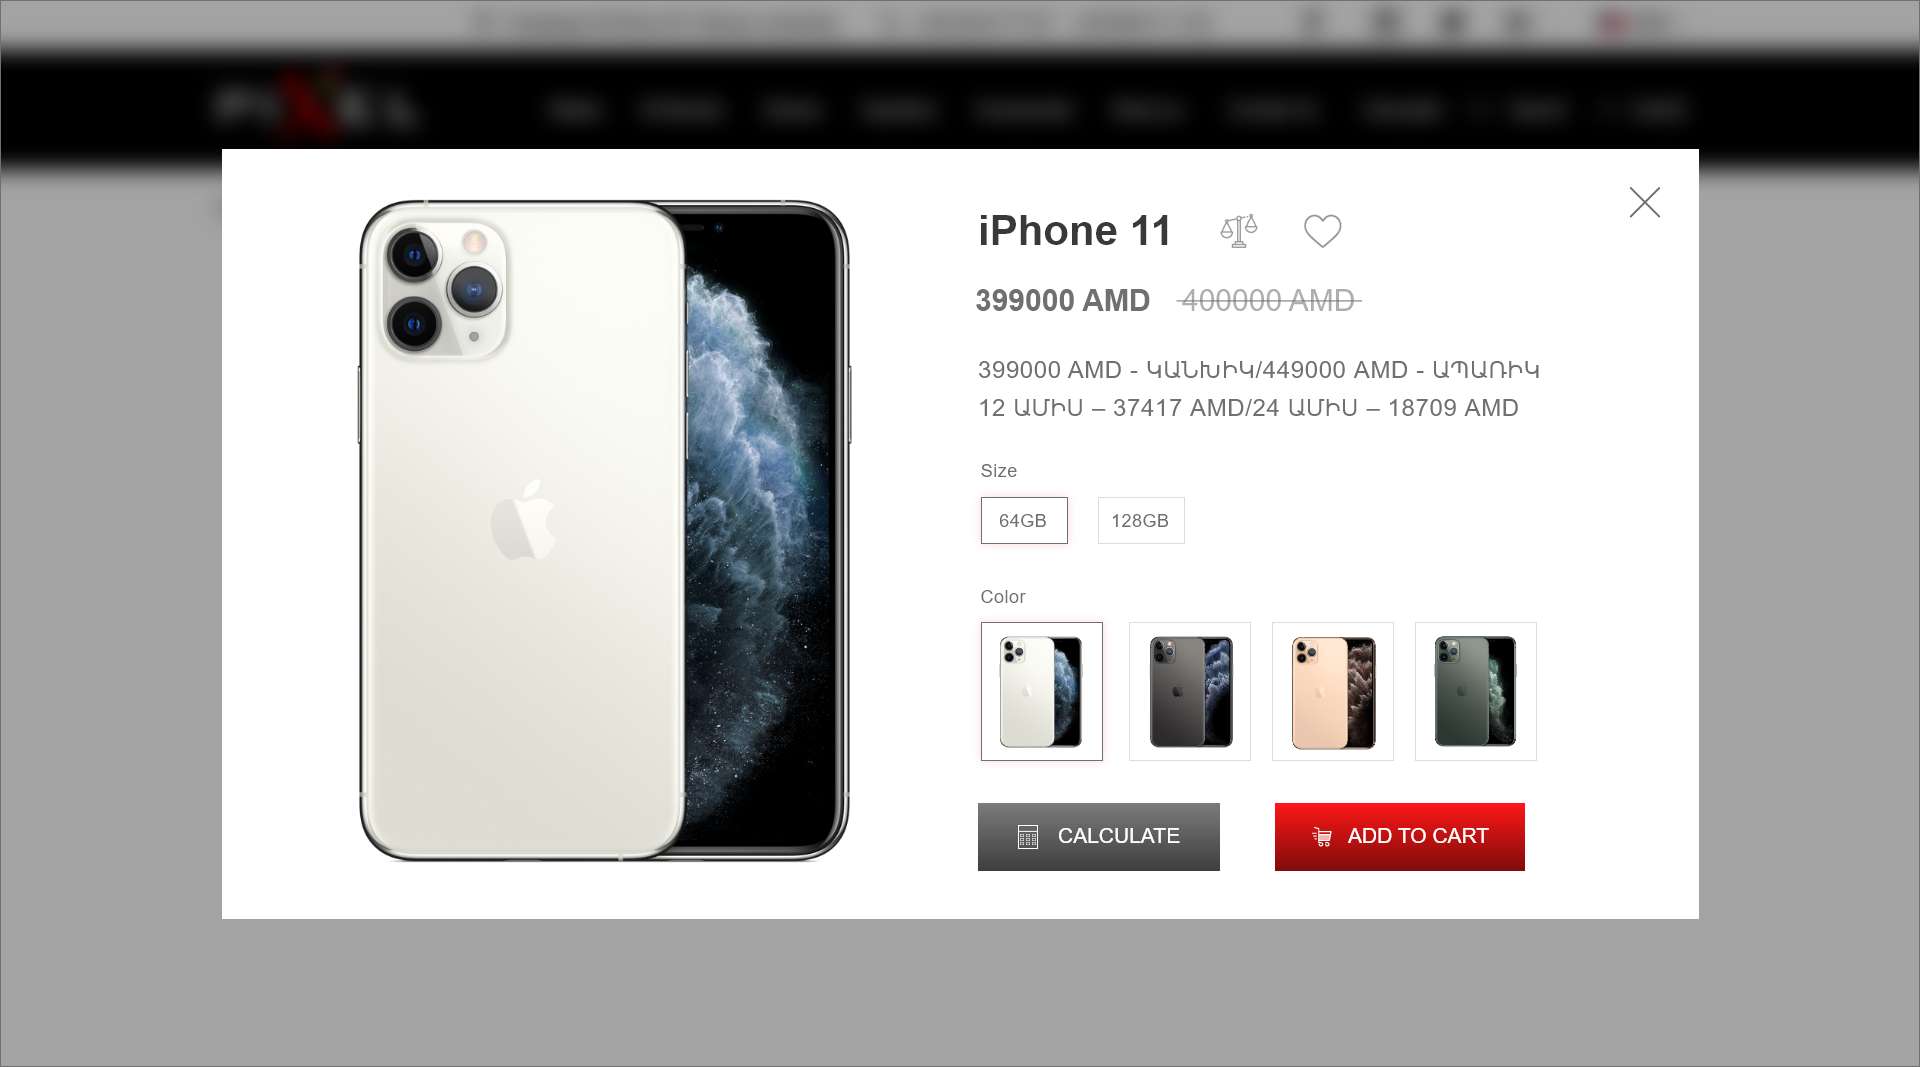 PIXEL
iPhone 11
399000 AMD 400000 AMD
399000 AMD - ԿԱՆԽԻԿ/449000 AMD - ԱՊԱՌԻԿ
12 ԱՄԻՍ – 37417 AMD/24 ԱՄԻՍ – 18709 AMD
Size
64GB 128GB
Color
CALCULATE ADD TO CART